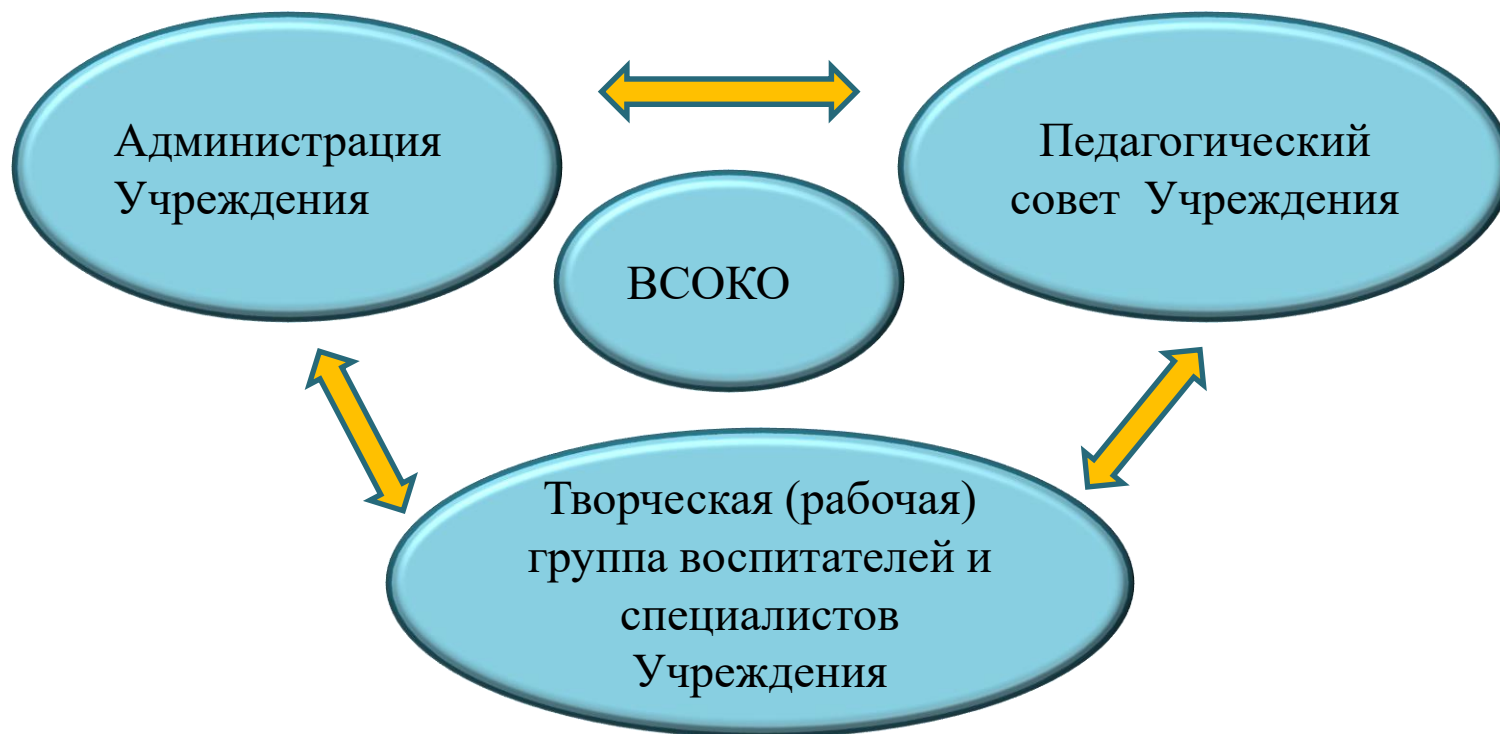 Администрация
Учреждения
Педагогический
совет Учреждения
ВСОКО
Творческая (рабочая)
группа воспитателей и
специалистов
Учреждения